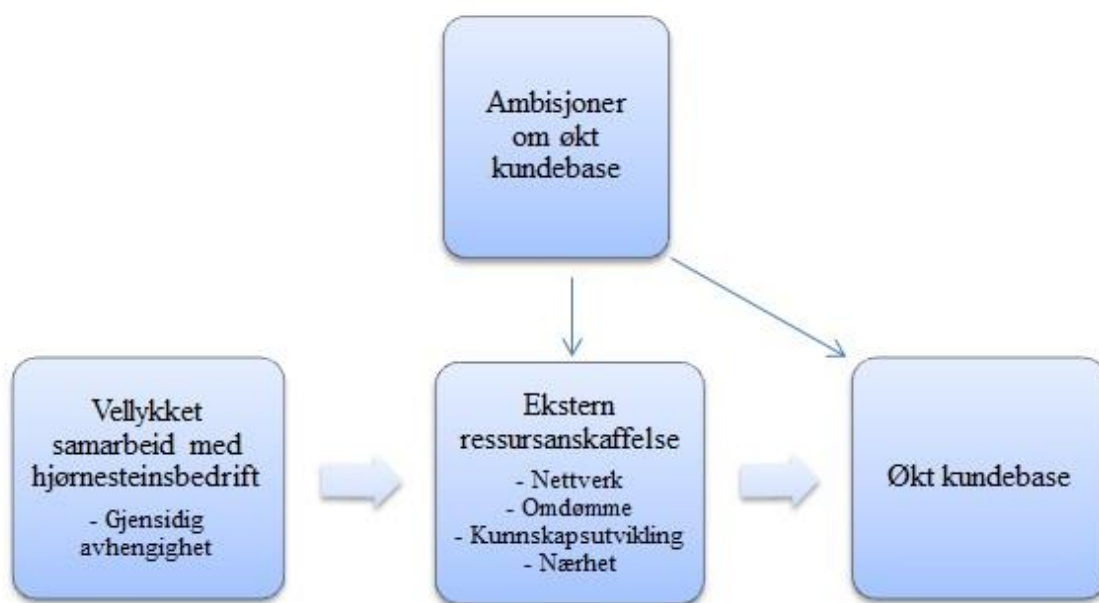 Ambisjoner
om økt
kundebase
Vellykket
samarbeid med
hjørnesteinsbedrift
- Gjensidig
avhengighet
Ekstern
ressursanskaffelse
- Nettverk
- Omdømme
- Kunnskapsutvikling
- Nærhet
Økt kundebase